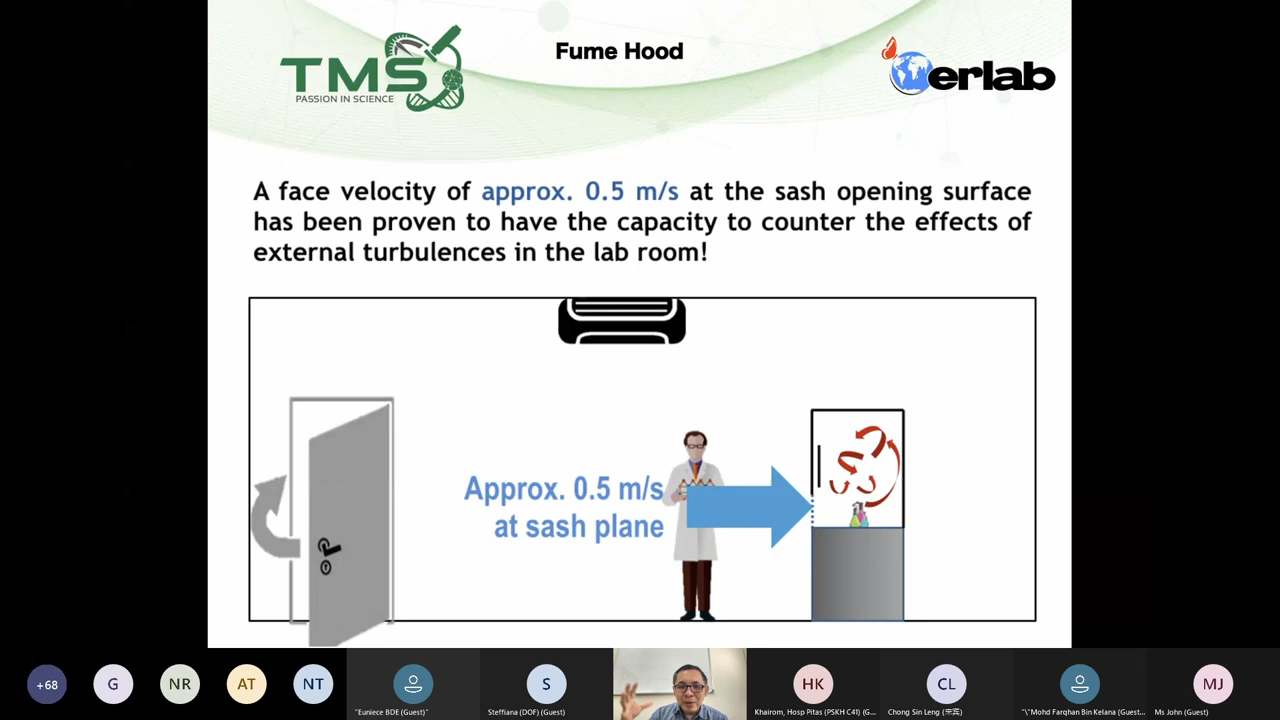 TMS
PASSION IN SCIENCE
Fume Hood
erlab
A face velocity of approx. 0.5 m/s at the sash opening surface
has been proven to have the capacity to counter the effects of
external turbulences in the lab room!
Approx. 0.5 m/s
at sash plane
+68
G
NR
AT
NT
"Euniece BDE (Guest)"
S
Steffiana (DOF) (Guest)
HK
Khairom, Hosp Pitas (PSKH C41) (G...
CL
Chong Sin Leng (宋宾)
"\"Mohd Farqhan Bin Kelana (Guest...
MJ
Ms John (Guest)